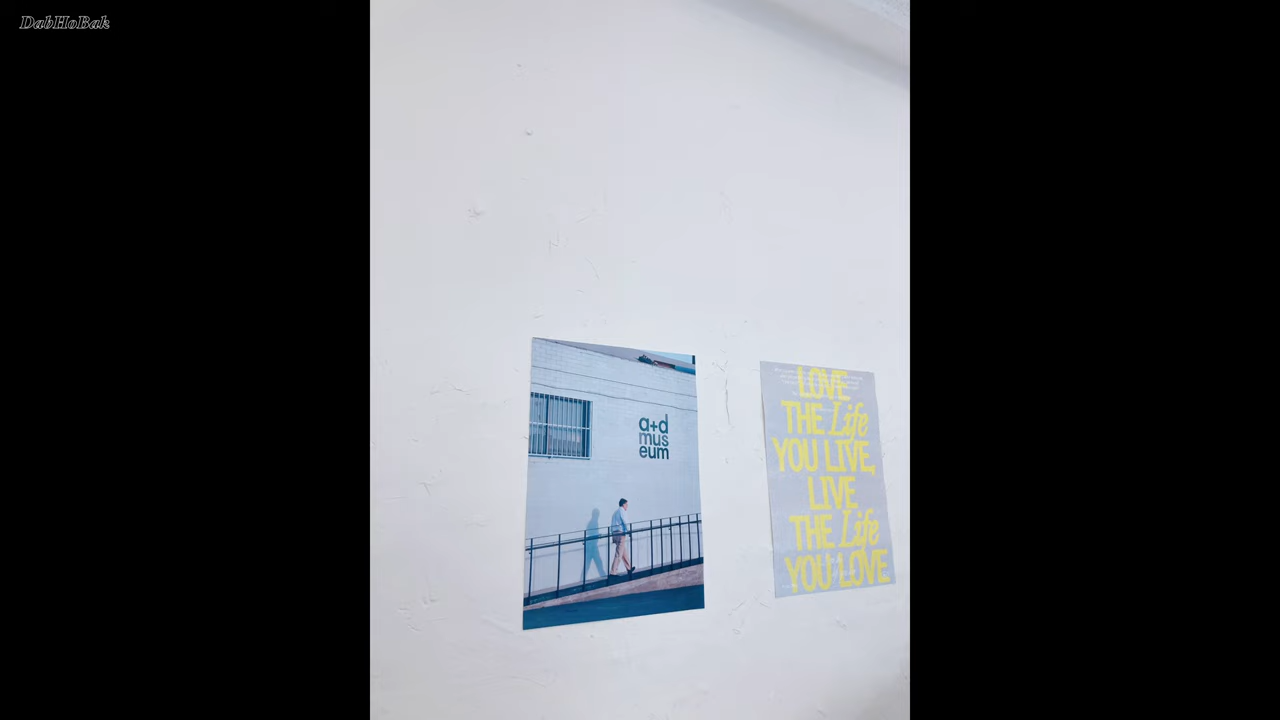 DabHoBak
a+d
mus
eum
LOVE
THE Life
YOU LIVE,
LIVE
THE Life
YOU LOVE